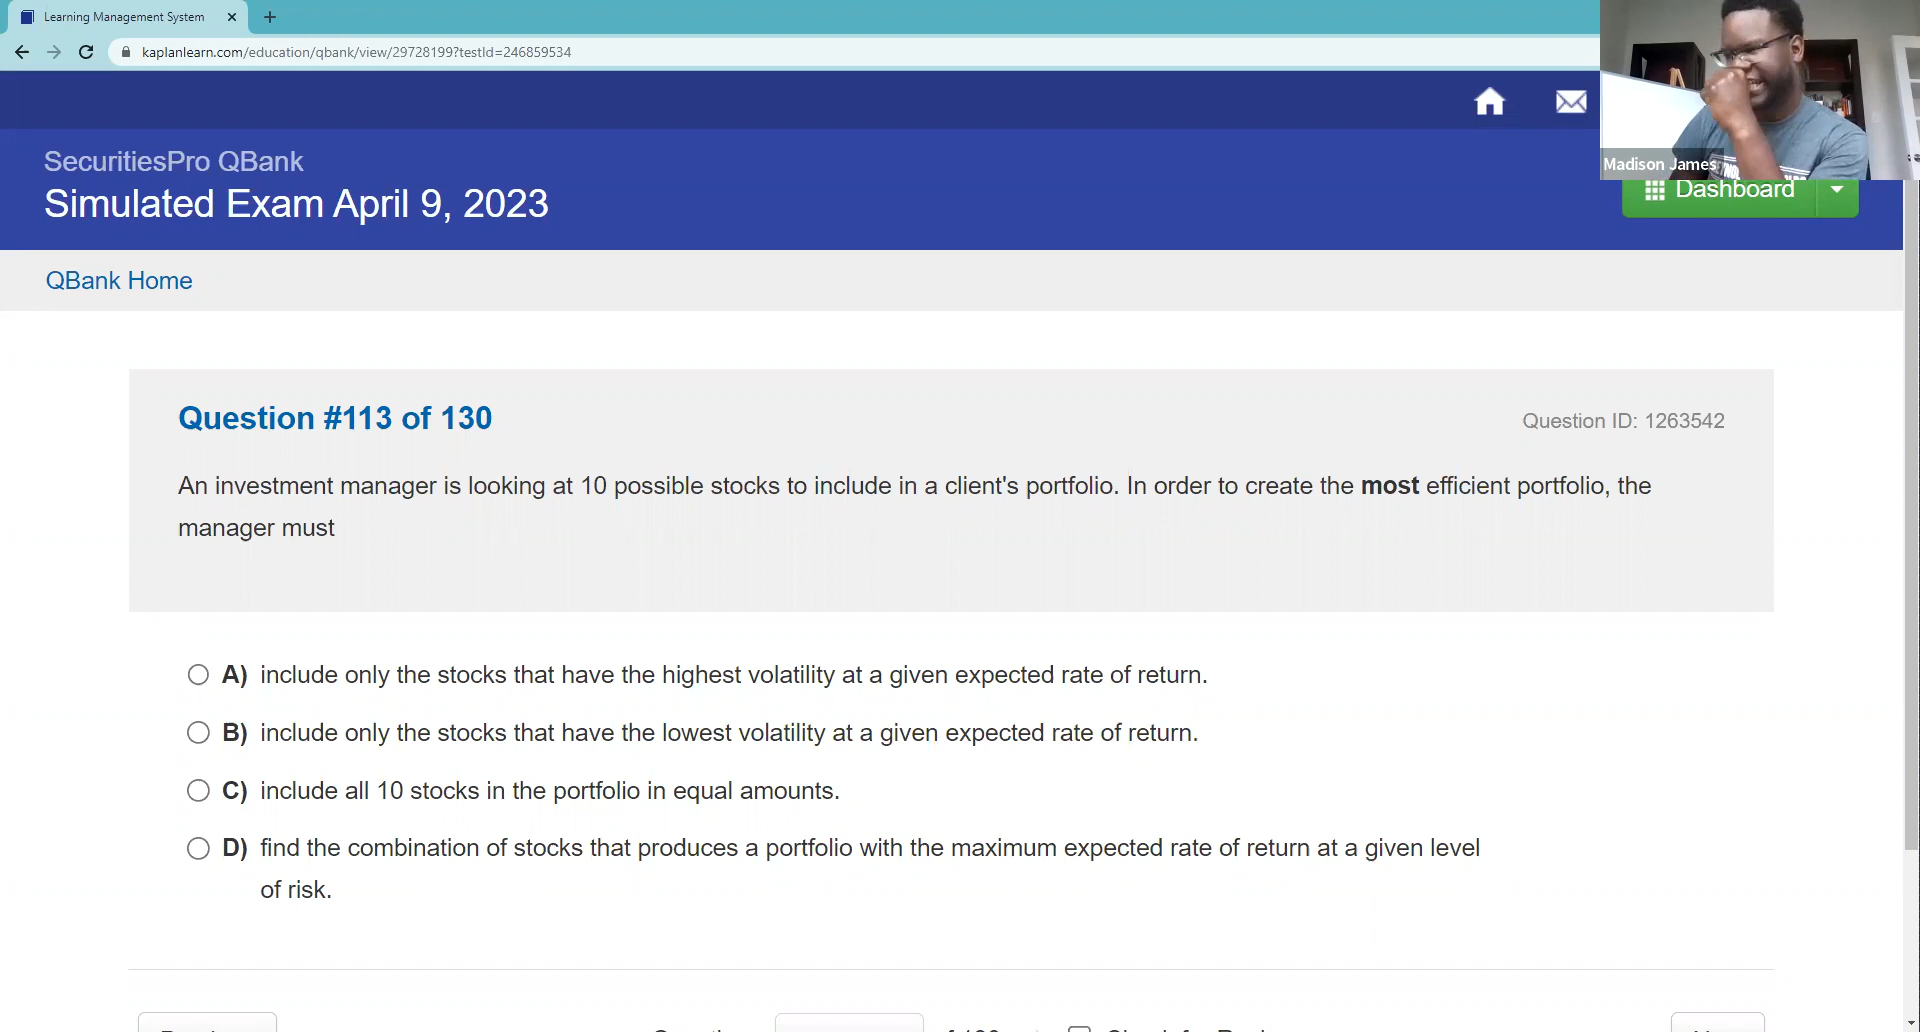 Learning Management System
kaplanlearn.com/education/qbank/view/29728199?testId=246859534
Madison James
SecuritiesPro QBank
Simulated Exam April 9, 2023
Dashboard
QBank Home
Question #113 of 130
Question ID: 1263542
An investment manager is looking at 10 possible stocks to include in a client's portfolio. In order to create the most efficient portfolio, the
manager must
A) include only the stocks that have the highest volatility at a given expected rate of return.
B) include only the stocks that have the lowest volatility at a given expected rate of return.
C) include all 10 stocks in the portfolio in equal amounts.
D) find the combination of stocks that produces a portfolio with the maximum expected rate of return at a given level
of risk.